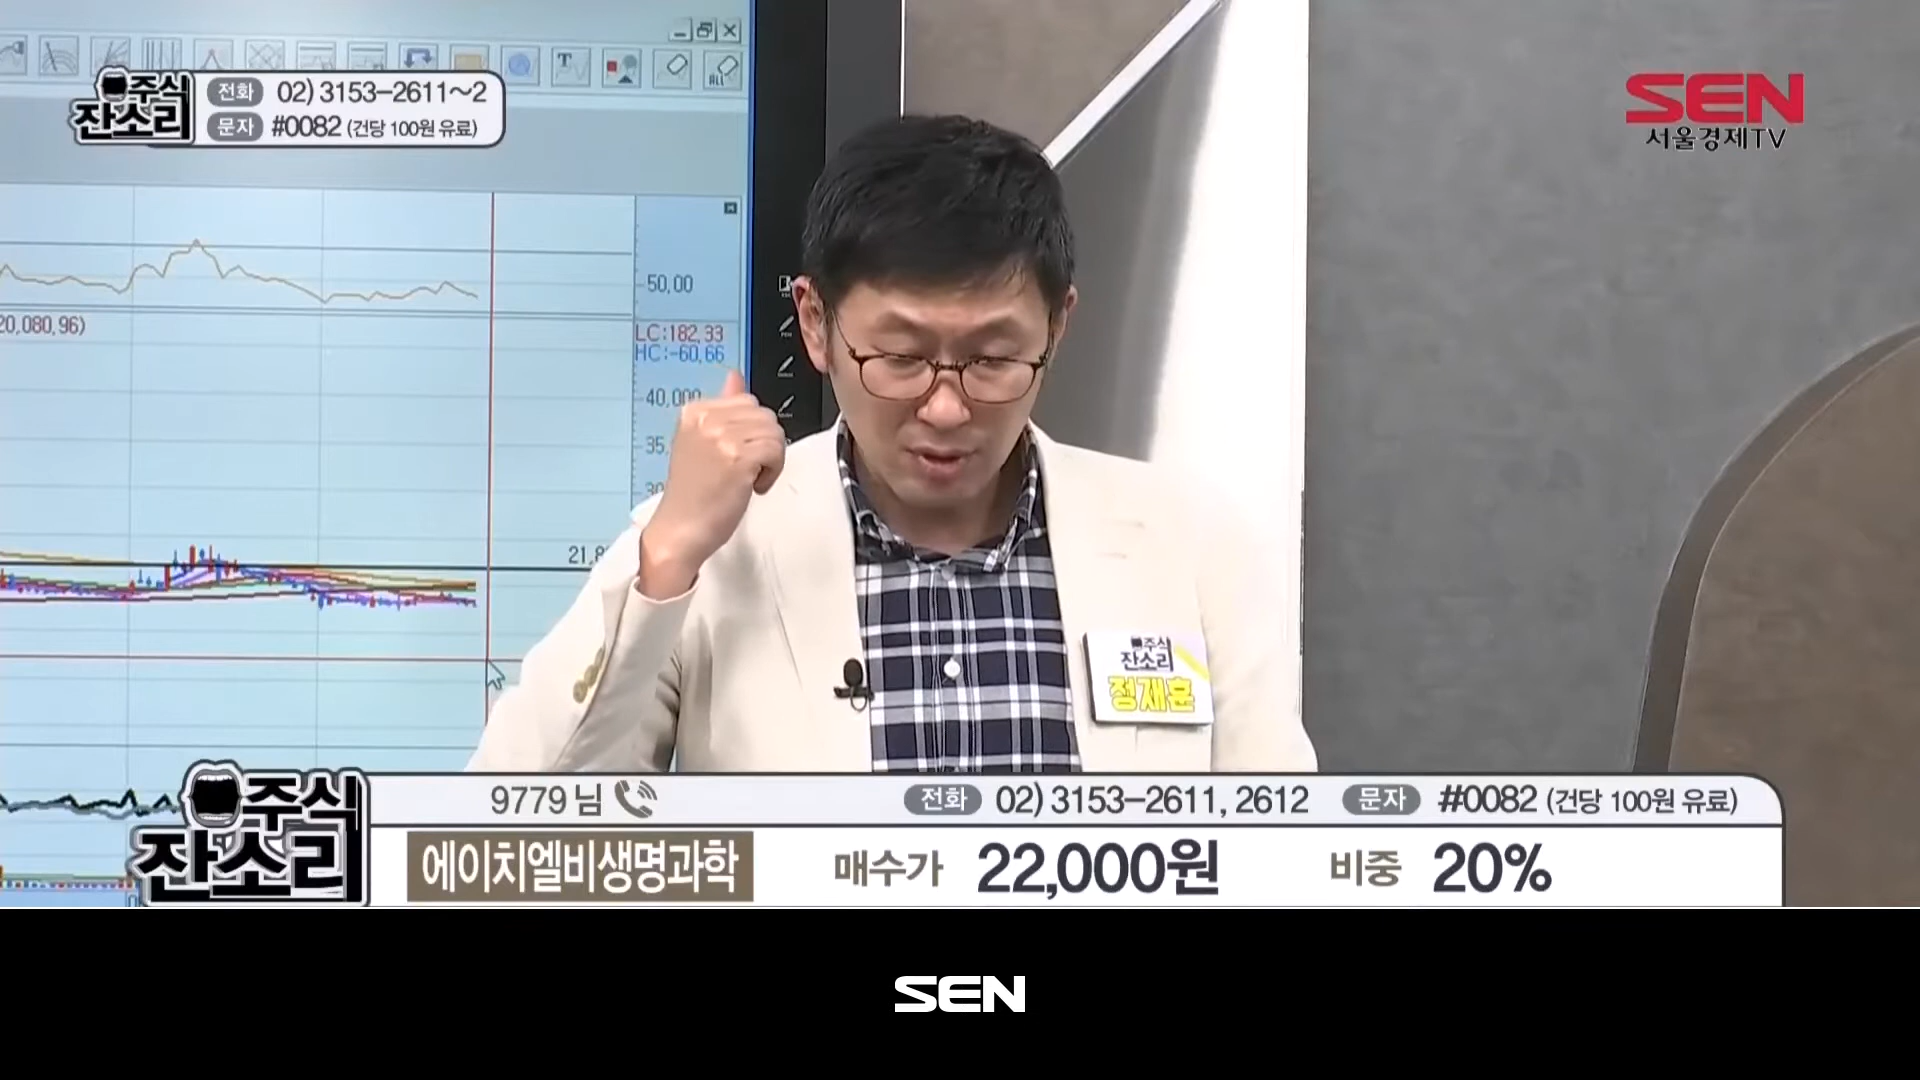 주식
잔소리
전화 02) 3153-2611~2
문자 #0082 (건당 100원 유료)
SEN
서울경제TV
T
ALL
50,00
20,080,96)
LC:182,33
HC:-60,66
40,000
35,
30
21,8
주식
잔소리
정재훈
주식
잔소리
9779 님
전화 02) 3153-2611, 2612
문자 #0082 (건당 100원 유료)
에이치엘비생명과학
매수가 22,000원
비중 20%
SEN